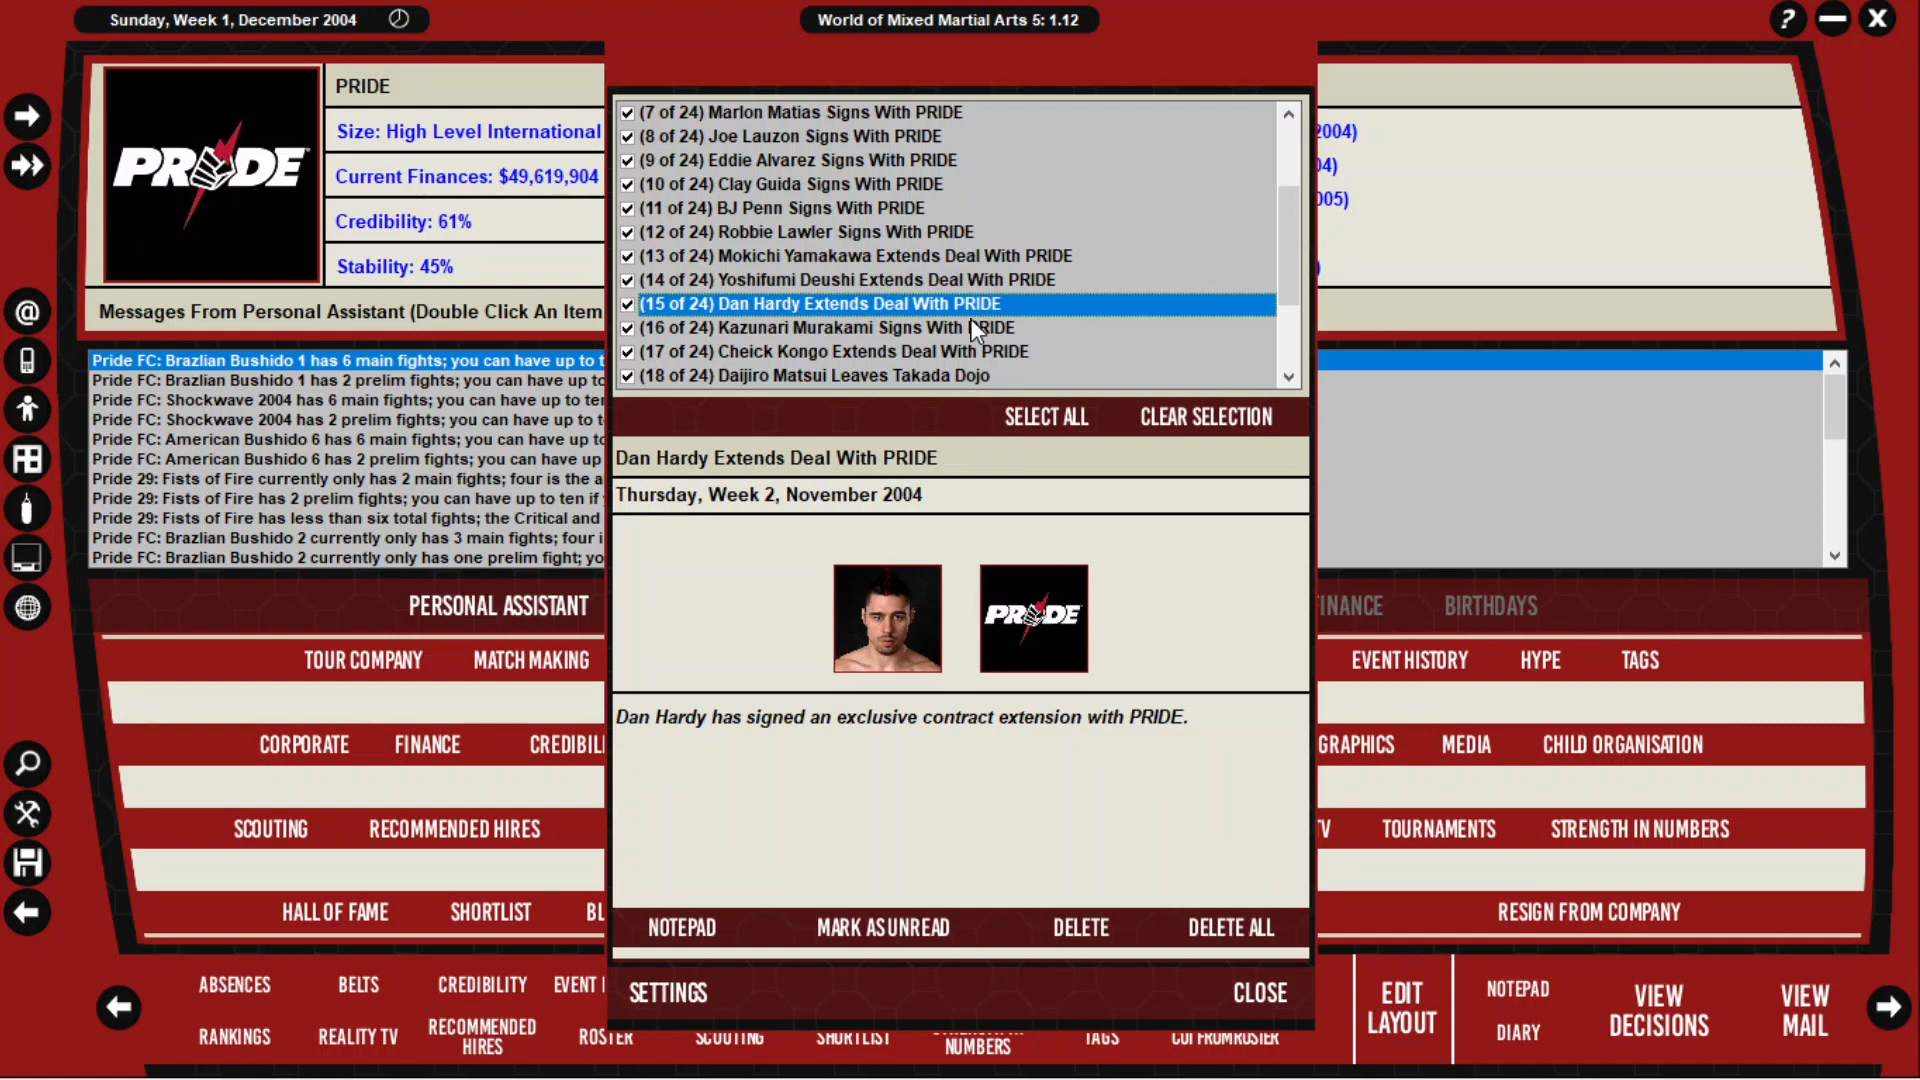 Sunday, Week 1, December 2004
World of Mixed Martial Arts 5: 1.12
?
X
PRIDE
PRIDE
Size: High Level International
Current Finances: $49,619,904
Credibility: 61%
Stability: 45%
2004)
04)
005)
)
Messages From Personal Assistant (Double Click An Item
Pride FC: Brazlian Bushido 1 has 6 main fights; you can have up to t
Pride FC: Brazlian Bushido 1 has 2 prelim fights; you can have up to
Pride FC: Shockwave 2004 has 6 main fights; you can have up to ter
Pride FC: Shockwave 2004 has 2 prelim fights; you can have up to t
Pride FC: American Bushido 6 has 6 main fights; you can have up to
Pride FC: American Bushido 6 has 2 prelim fights; you can have up
Pride 29: Fists of Fire currently only has 2 main fights; four is the a
Pride 29: Fists of Fire has 2 prelim fights; you can have up to ten if
Pride 29: Fists of Fire has less than six total fights; the Critical and
Pride FC: Brazlian Bushido 2 currently only has 3 main fights; four i
Pride FC: Brazlian Bushido 2 currently only has one prelim fight; yo
(7 of 24) Marlon Matias Signs With PRIDE
(8 of 24) Joe Lauzon Signs With PRIDE
(9 of 24) Eddie Alvarez Signs With PRIDE
(10 of 24) Clay Guida Signs With PRIDE
(11 of 24) BJ Penn Signs With PRIDE
(12 of 24) Robbie Lawler Signs With PRIDE
(13 of 24) Mokichi Yamakawa Extends Deal With PRIDE
(14 of 24) Yoshifumi Deushi Extends Deal With PRIDE
(15 of 24) Dan Hardy Extends Deal With PRIDE
(16 of 24) Kazunari Murakami Signs With PRIDE
(17 of 24) Cheick Kongo Extends Deal With PRIDE
(18 of 24) Daijiro Matsui Leaves Takada Dojo
SELECT ALL CLEAR SELECTION
Dan Hardy Extends Deal With PRIDE
Thursday, Week 2, November 2004
PRIDE
Dan Hardy has signed an exclusive contract extension with PRIDE.
NOTEPAD MARK AS UNREAD DELETE DELETE ALL
SETTINGS CLOSE
PERSONAL ASSISTANT INANCE BIRTHDAYS
TOUR COMPANY MATCH MAKING EVENT HISTORY HYPE TAGS
CORPORATE FINANCE CREDIBILI GRAPHICS MEDIA CHILD ORGANISATION
SCOUTING RECOMMENDED HIRES TV TOURNAMENTS STRENGTH IN NUMBERS
HALL OF FAME SHORTLIST BL RESIGN FROM COMPANY
ABSENCES BELTS CREDIBILITY EVENT
RANKINGS REALITY TV RECOMMENDED HIRES ROSTER SCOUTING SHORTLIST NUMBERS TAGS
EDIT LAYOUT
NOTEPAD
DIARY
VIEW DECISIONS
VIEW MAIL